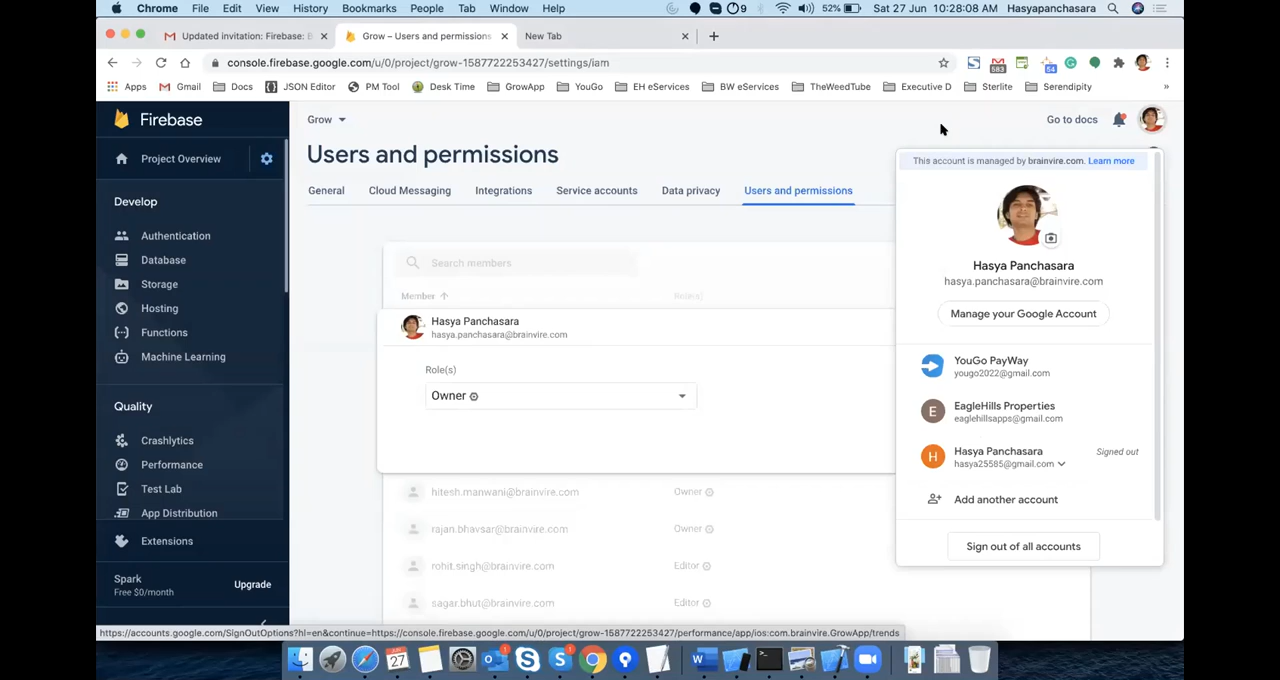 Chrome File Edit View History Bookmarks People Tab Window Help 9 52% Sat 27 Jun 10:28:08 AM Hasyapanchasara
Updated invitation: Firebase: B Grow – Users and permissions New Tab
console.firebase.google.com/u/0/project/grow-1587722253427/settings/iam 583 54
Apps Gmail Docs JSON Editor PM Tool Desk Time GrowApp YouGo EH eServices BW eServices TheWeedTube Executive D Sterlite Serendipity »
Firebase
Grow
Go to docs
Project Overview
Users and permissions
This account is managed by brainvire.com. Learn more
General Cloud Messaging Integrations Service accounts Data privacy Users and permissions
Develop
Authentication
Database
Storage
Hosting
Functions
Machine Learning
Quality
Crashlytics
Performance
Test Lab
App Distribution
Extensions
Spark
Free $0/month
Upgrade
Search members
Member Role(s)
Hasya Panchasara
hasya.panchasara@brainvire.com
Role(s)
Owner
hitesh.manwani@brainvire.com Owner
rajan.bhavsar@brainvire.com Owner
rohit.singh@brainvire.com Editor
sagar.bhut@brainvire.com Editor
Hasya Panchasara
hasya.panchasara@brainvire.com
Manage your Google Account
YouGo PayWay
yougo2022@gmail.com
E
EagleHills Properties
eaglehillsapps@gmail.com
H
Hasya Panchasara
hasya25585@gmail.com
Signed out
Add another account
Sign out of all accounts
https://accounts.google.com/SignOutOptions?hl=en&continue=https://console.firebase.google.com/u/0/project/grow-1587722253427/performance/app/ios:com.brainvire.GrowApp/trends